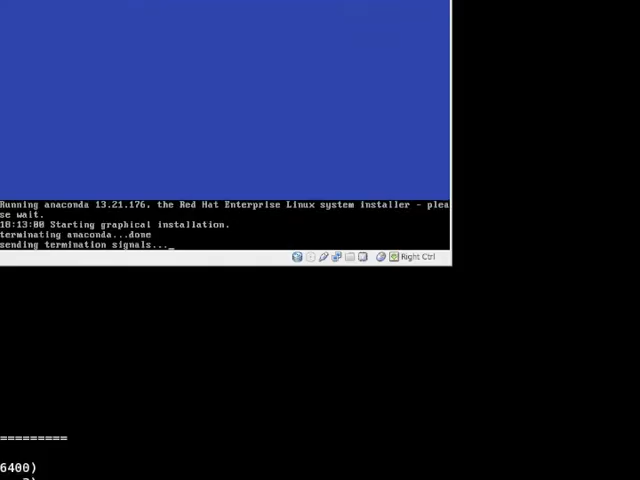 Running anaconda 13.21.176, the Red Hat Enterprise Linux system installer - plea
se wait.
18:13:00 Starting graphical installation.
terminating anaconda...done
sending termination signals..._
Right Ctrl
=========
6400)